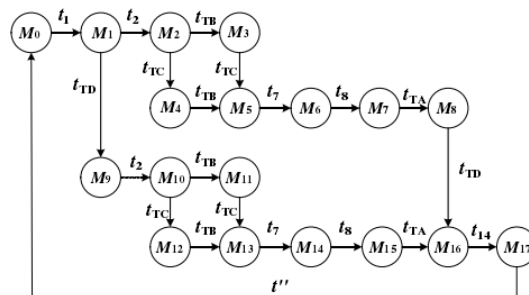 t1 t2 tTB
M0 M1 M2 M3
tTD tTC tTC
tTB t7 t8 tTA
M4 M5 M6 M7 M8
t2 tTB tTD
M9 M10 M11
tTC tTC
tTB t7 t8 tTA t14
M12 M13 M14 M15 M16 M17
t''